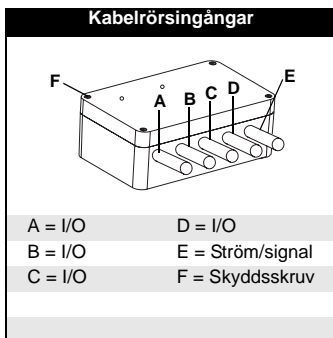 Kabelrörsingångar
F
A
B
C
D
E
A = I/O D = I/O
B = I/O E = Ström/signal
C = I/O F = Skyddsskruv